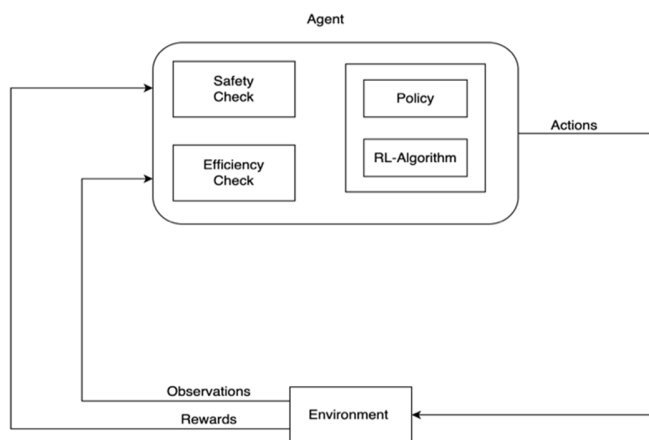 Agent
Safety
Check
Policy
Actions
RL-Algorithm
Efficiency
Check
Observations
Rewards
Environment